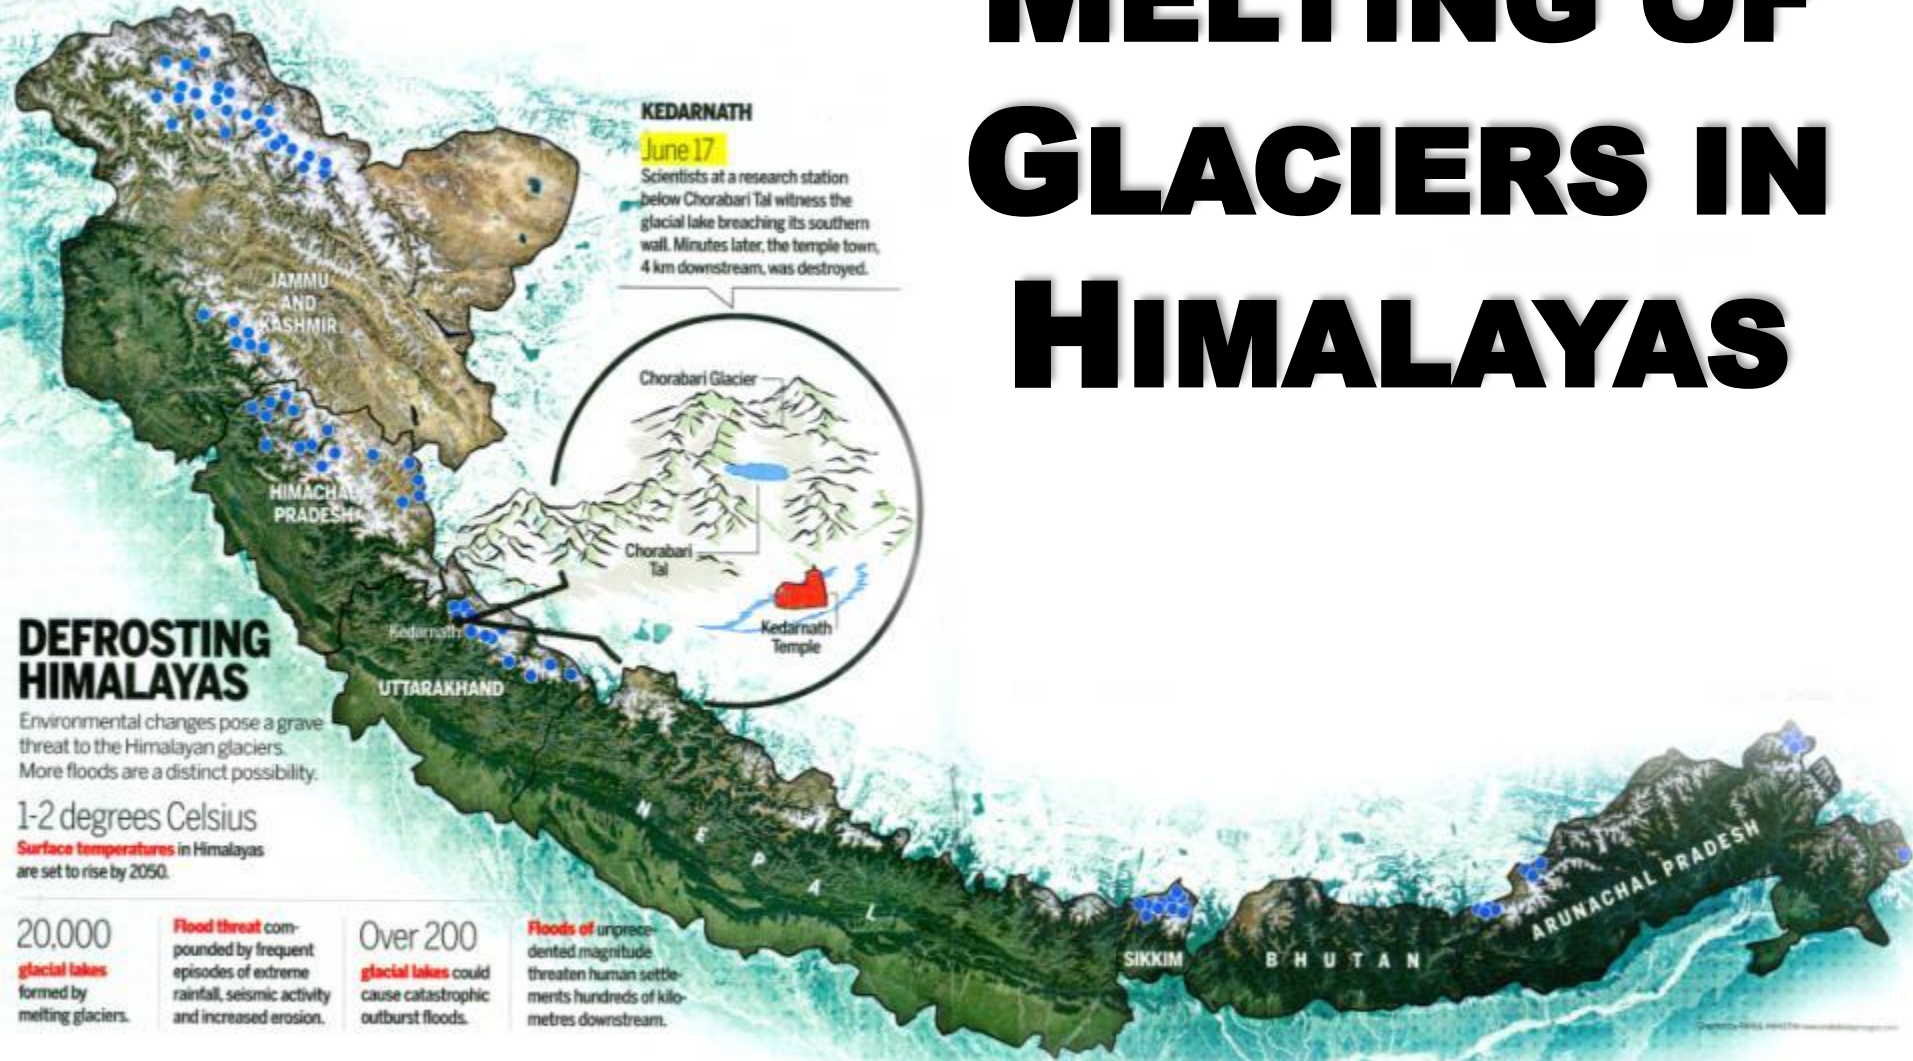 MELTING OF
GLACIERS IN
HIMALAYAS
KEDARNATH
June 17
Scientists at a research station
below Chorabari Tal witness the
glacial lake breaching its southern
wall. Minutes later, the temple town,
4 km downstream, was destroyed.
Chorabari Glacier
Chorabari
Tal
Kedarnath
Temple
JAMMU
AND
KASHMIR
HIMACHAL
PRADESH
Kedarnath
UTTARAKHAND
NEPAL
SIKKIM
BHUTAN
ARUNACHAL PRADESH
DEFROSTING
HIMALAYAS
Environmental changes pose a grave
threat to the Himalayan glaciers.
More floods are a distinct possibility.
1-2 degrees Celsius
Surface temperatures in Himalayas
are set to rise by 2050.
20,000
glacial lakes
formed by
melting glaciers.
Flood threat com-
pounded by frequent
episodes of extreme
rainfall, seismic activity
and increased erosion.
Over 200
glacial lakes could
cause catastrophic
outburst floods.
Floods of unprece-
dented magnitude
threaten human settle-
ments hundreds of kilo-
metres downstream.